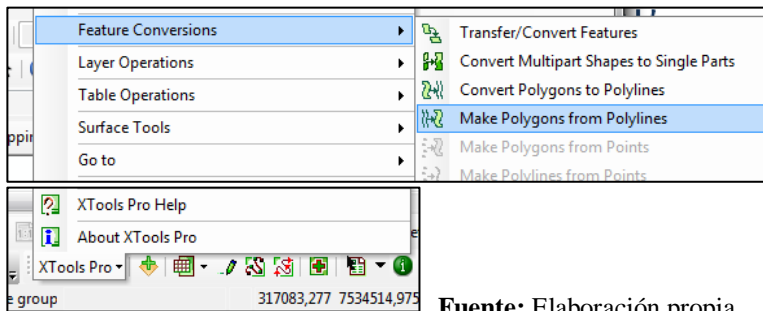 Feature Conversions
Layer Operations
Table Operations
Surface Tools
Go to
Transfer/Convert Features
Convert Multipart Shapes to Single Parts
Convert Polygons to Polylines
Make Polygons from Polylines
Make Polygons from Points
Make Polylines from Points
ppin
XTools Pro Help
About XTools Pro
XTools Pro
e group
317083,277 7534514,975
Fuente: Elaboración propia